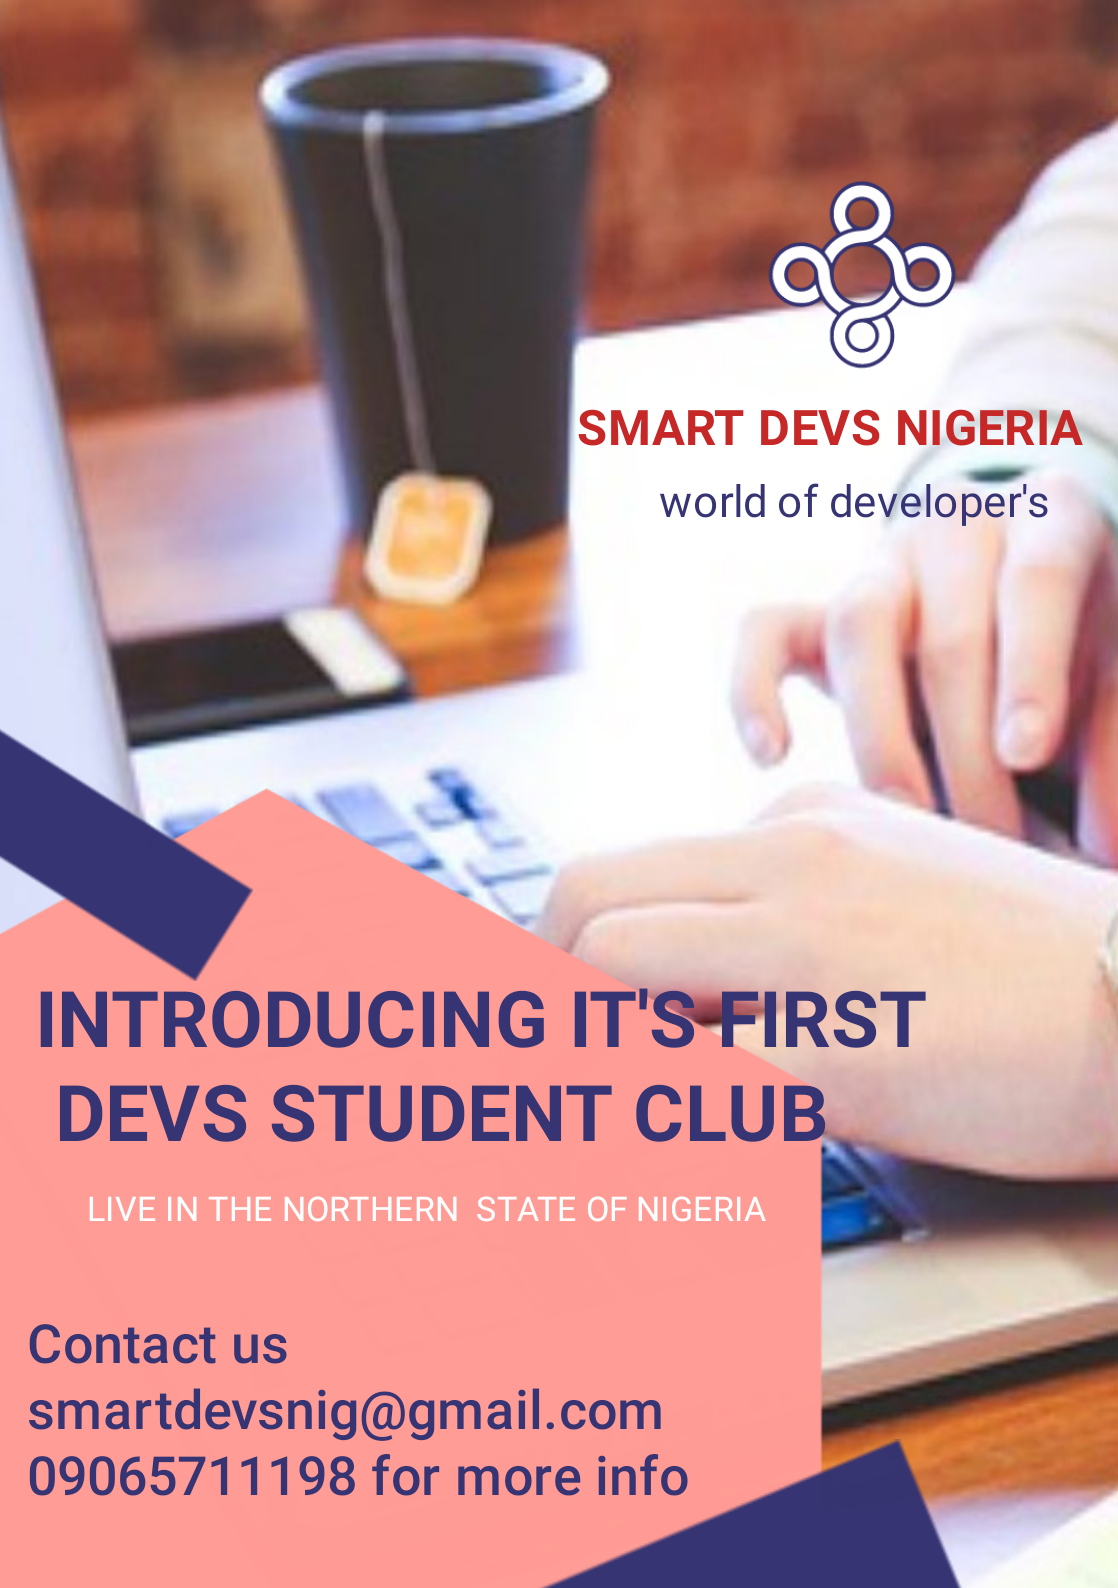 SMART DEVS NIGERIA
world of developer's
INTRODUCING IT'S FIRST
DEVS STUDENT CLUB
LIVE IN THE NORTHERN STATE OF NIGERIA
Contact us
smartdevsnig@gmail.com
09065711198 for more info